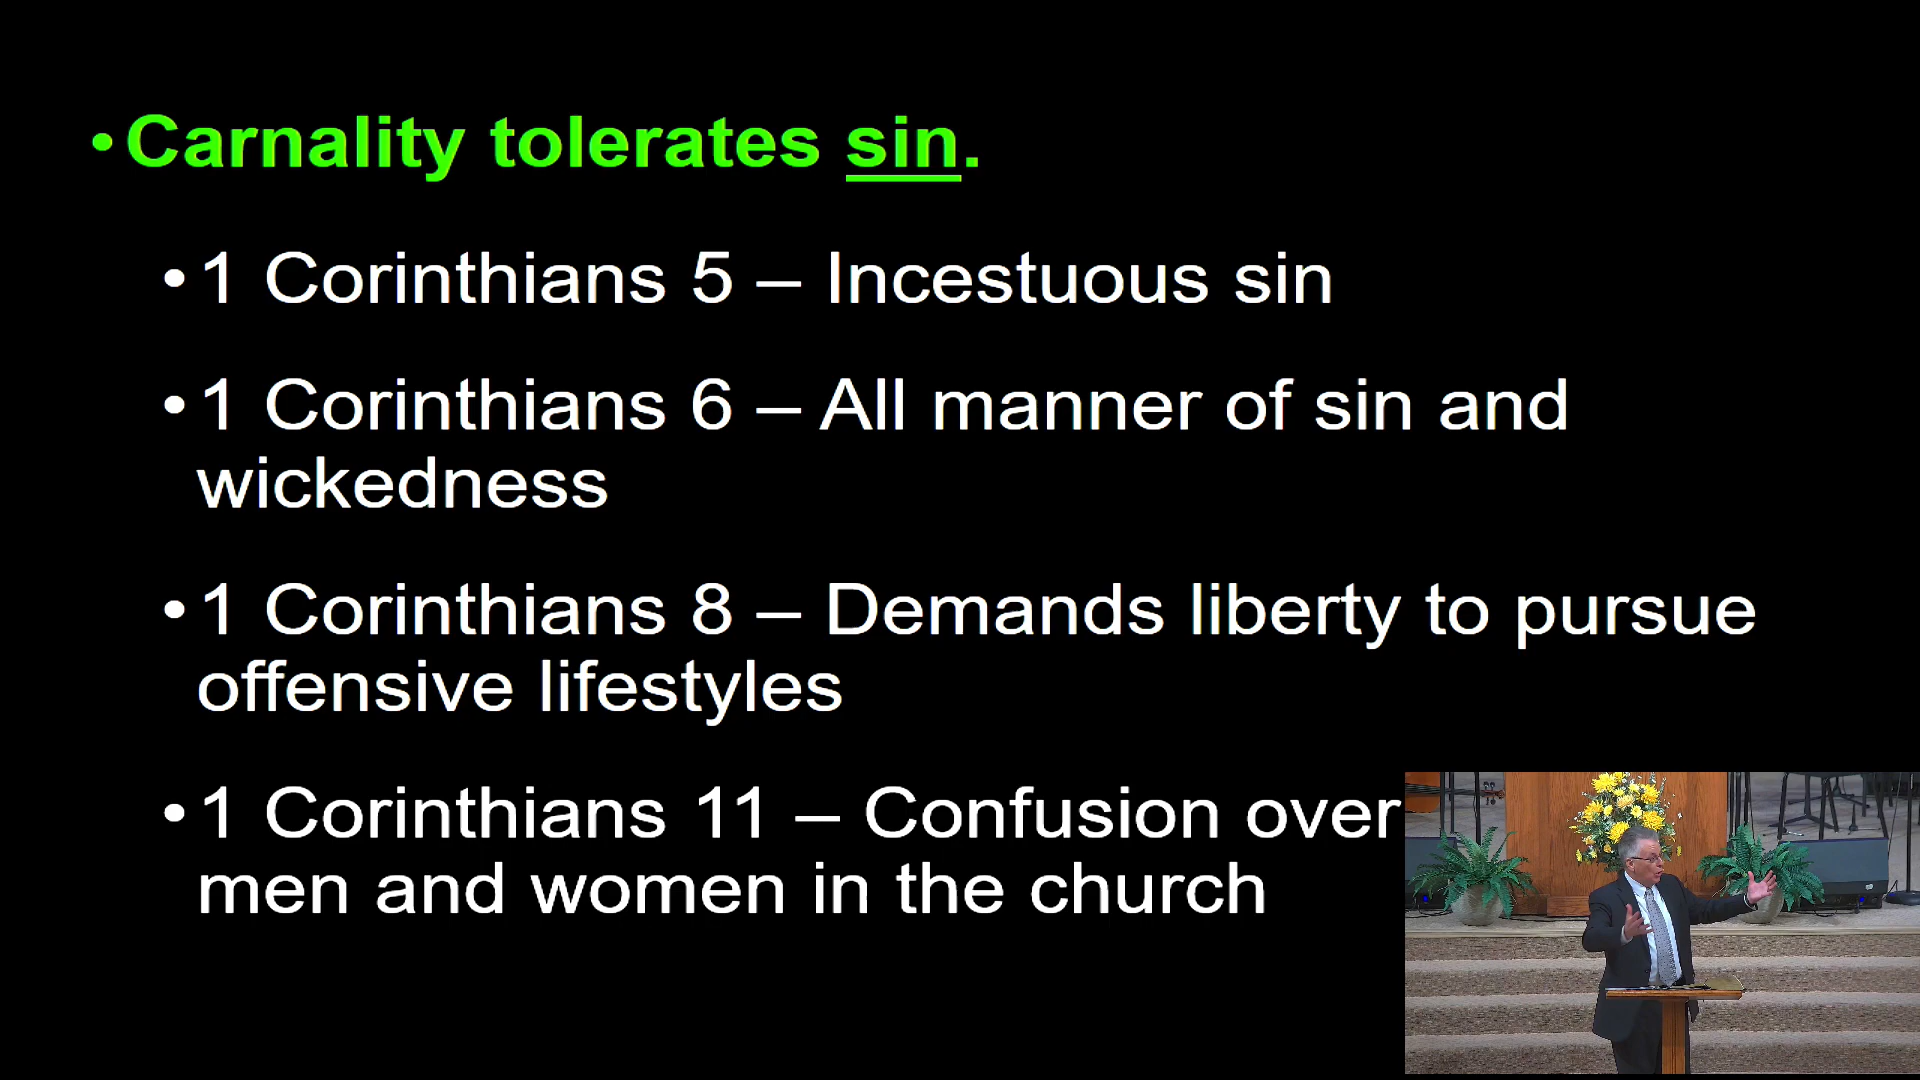 • Carnality tolerates sin.
• 1 Corinthians 5 – Incestuous sin
• 1 Corinthians 6 – All manner of sin and
wickedness
• 1 Corinthians 8 – Demands liberty to pursue
offensive lifestyles
• 1 Corinthians 11 – Confusion over
men and women in the church